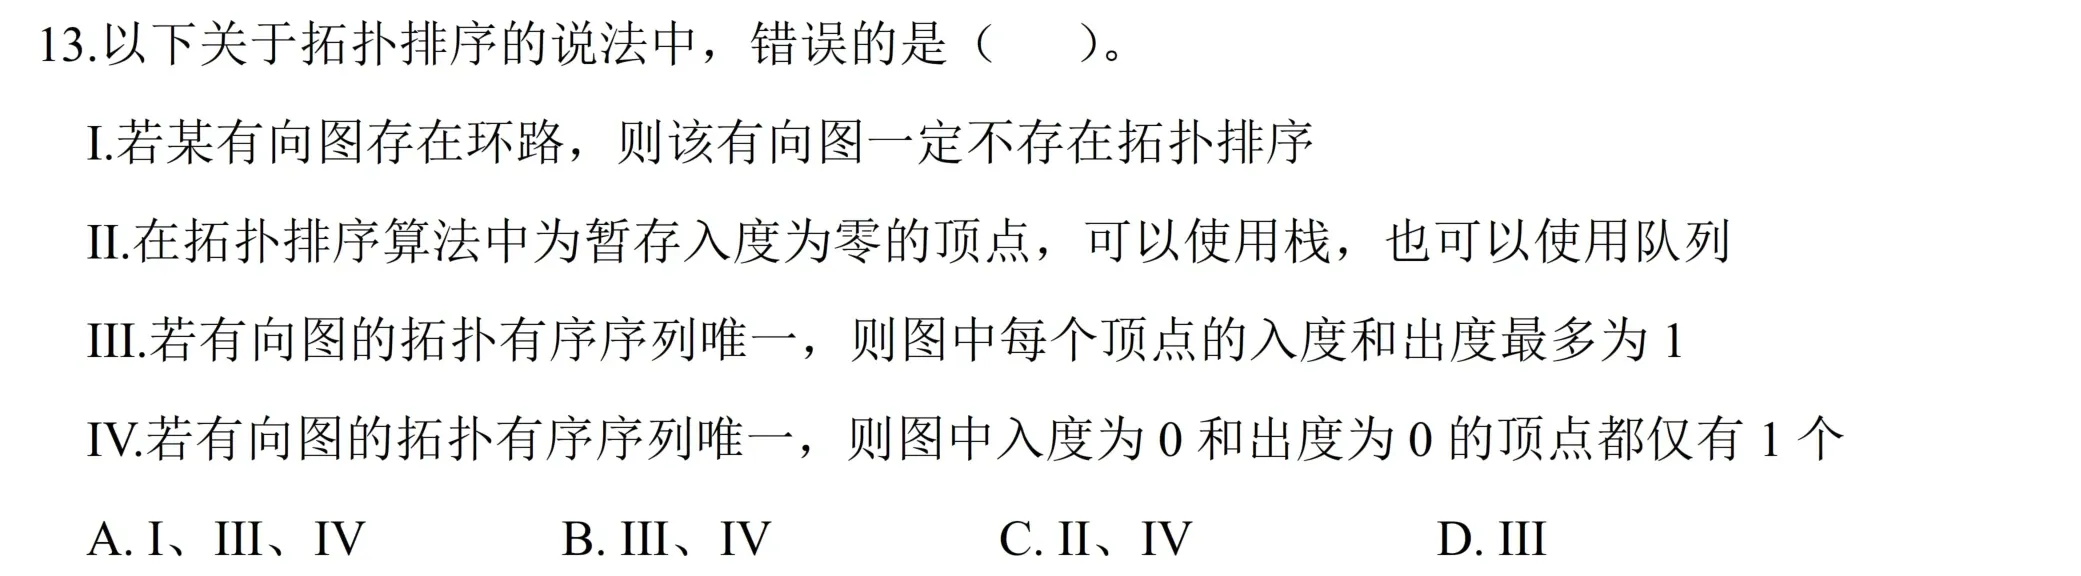 13.以下关于拓扑排序的说法中，错误的是（　　）。
I.若某有向图存在环路，则该有向图一定不存在拓扑排序
II.在拓扑排序算法中为暂存入度为零的顶点，可以使用栈，也可以使用队列
III.若有向图的拓扑有序序列唯一，则图中每个顶点的入度和出度最多为 1
IV.若有向图的拓扑有序序列唯一，则图中入度为 0 和出度为 0 的顶点都仅有 1 个
A. I、III、IV　　B. III、IV　　C. II、IV　　D. III